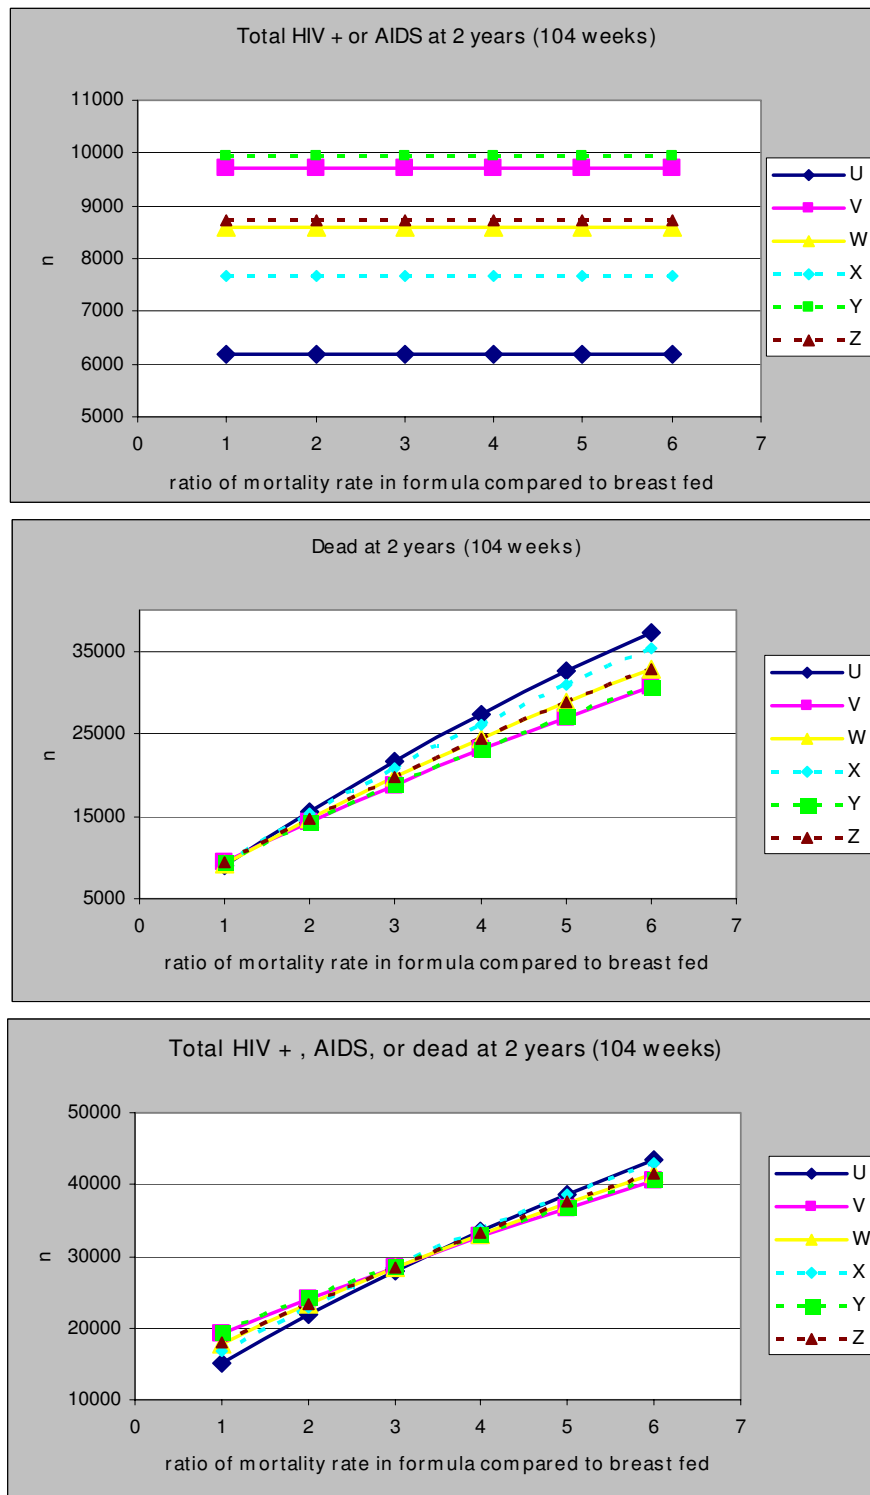 Total HIV + or AIDS at 2 years (104 weeks)
11000
10000
9000
8000
7000
6000
5000
n
0 1 2 3 4 5 6 7
ratio of mortality rate in formula compared to breast fed
U
V
W
X
Y
Z
Dead at 2 years (104 weeks)
35000
25000
15000
5000
n
0 1 2 3 4 5 6 7
ratio of mortality rate in formula compared to breast fed
U
V
W
X
Y
Z
Total HIV + , AIDS, or dead at 2 years (104 weeks)
50000
40000
30000
20000
10000
n
0 1 2 3 4 5 6 7
ratio of mortality rate in formula compared to breast fed
U
V
W
X
Y
Z